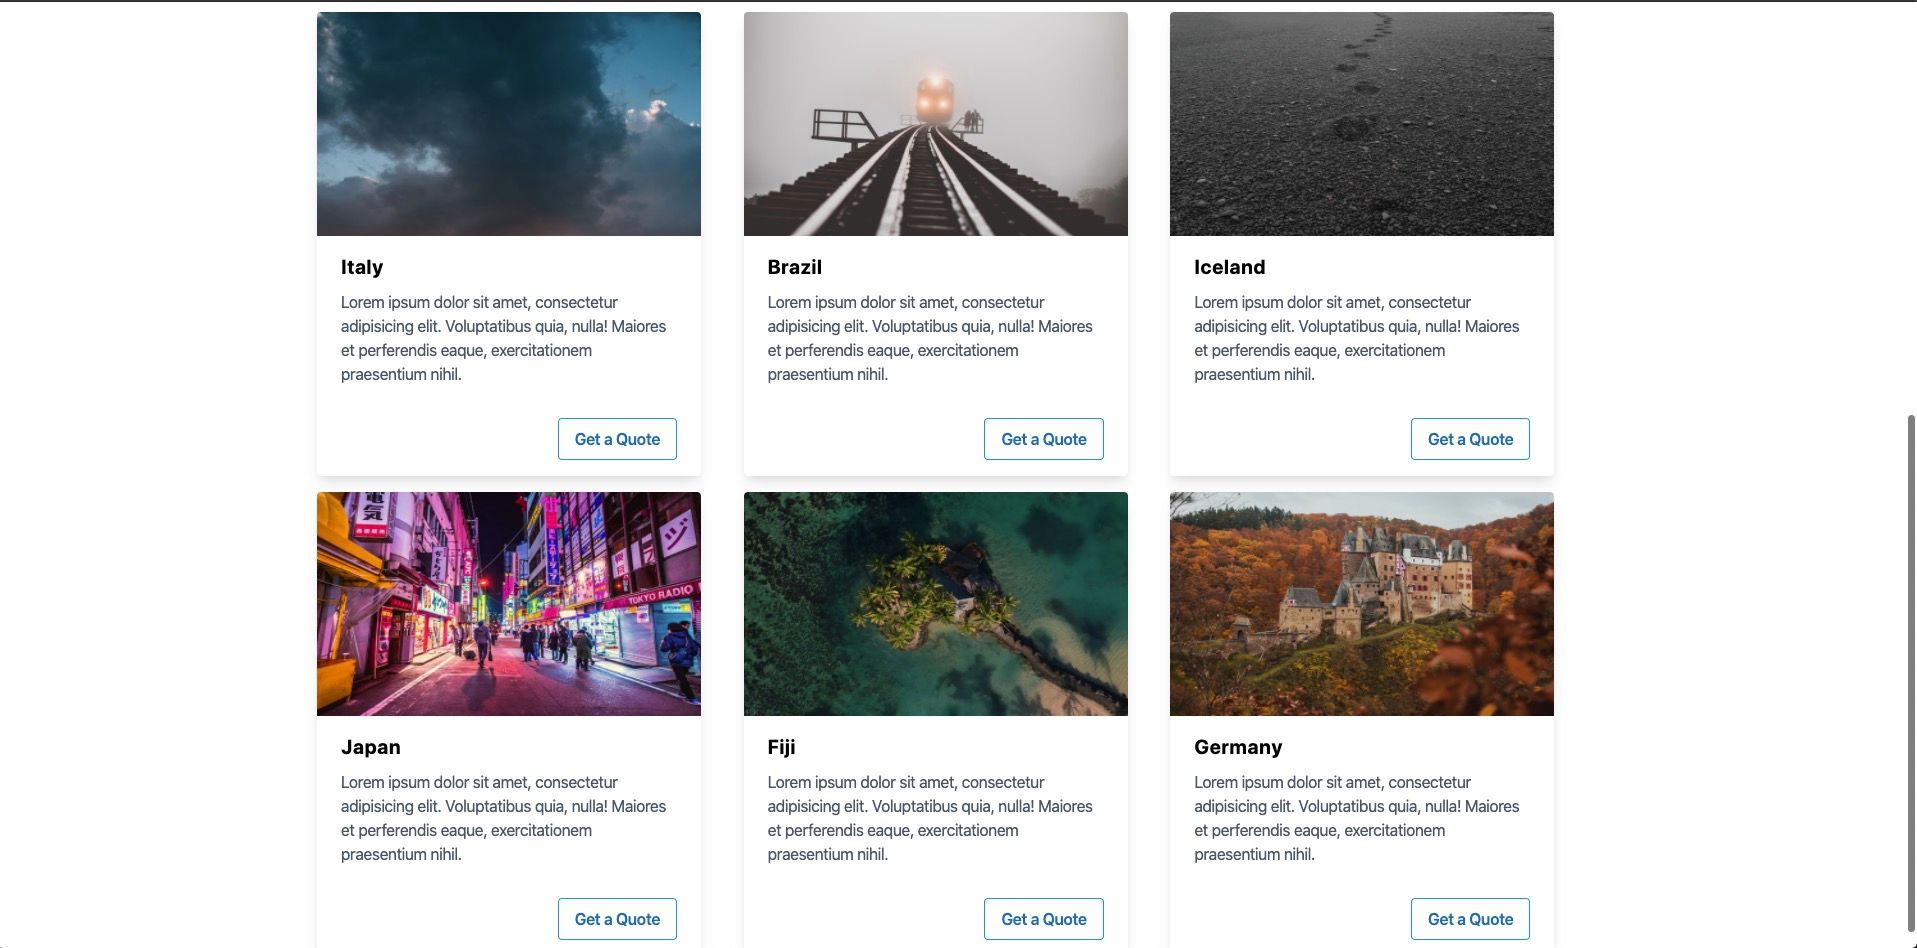 Italy
Lorem ipsum dolor sit amet, consectetur
adipisicing elit. Voluptatibus quia, nulla! Maiores
et perferendis eaque, exercitationem
praesentium nihil.
Get a Quote
Brazil
Lorem ipsum dolor sit amet, consectetur
adipisicing elit. Voluptatibus quia, nulla! Maiores
et perferendis eaque, exercitationem
praesentium nihil.
Get a Quote
Iceland
Lorem ipsum dolor sit amet, consectetur
adipisicing elit. Voluptatibus quia, nulla! Maiores
et perferendis eaque, exercitationem
praesentium nihil.
Get a Quote
電気丸
ジ
TOKYO RADIO
Japan
Lorem ipsum dolor sit amet, consectetur
adipisicing elit. Voluptatibus quia, nulla! Maiores
et perferendis eaque, exercitationem
praesentium nihil.
Get a Quote
Fiji
Lorem ipsum dolor sit amet, consectetur
adipisicing elit. Voluptatibus quia, nulla! Maiores
et perferendis eaque, exercitationem
praesentium nihil.
Get a Quote
Germany
Lorem ipsum dolor sit amet, consectetur
adipisicing elit. Voluptatibus quia, nulla! Maiores
et perferendis eaque, exercitationem
praesentium nihil.
Get a Quote